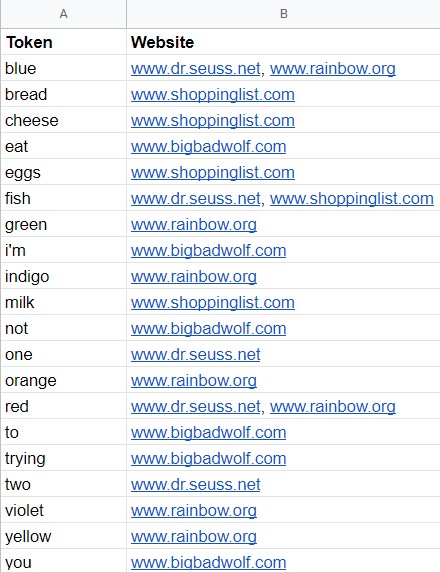 A B
Token Website
blue www.dr.seuss.net, www.rainbow.org
bread www.shoppinglist.com
cheese www.shoppinglist.com
eat www.bigbadwolf.com
eggs www.shoppinglist.com
fish www.dr.seuss.net, www.shoppinglist.com
green www.rainbow.org
i'm www.bigbadwolf.com
indigo www.rainbow.org
milk www.shoppinglist.com
not www.bigbadwolf.com
one www.dr.seuss.net
orange www.rainbow.org
red www.dr.seuss.net, www.rainbow.org
to www.bigbadwolf.com
trying www.bigbadwolf.com
two www.dr.seuss.net
violet www.rainbow.org
yellow www.rainbow.org
you www.bigbadwolf.com